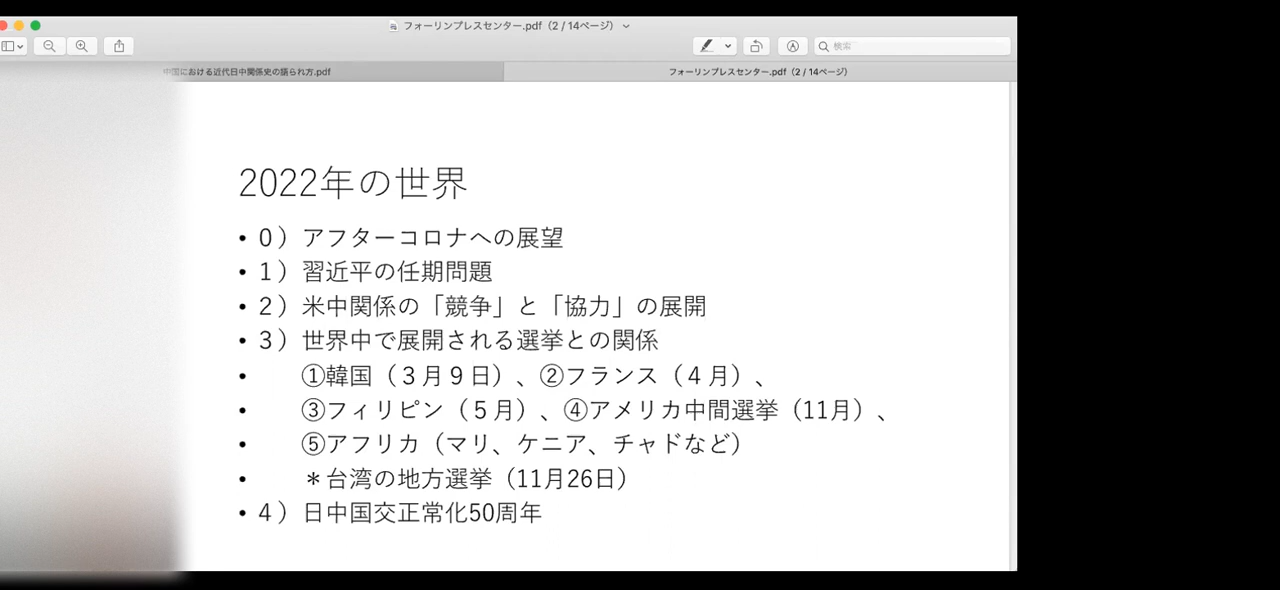 フォーリンプレスセンター.pdf（2 / 14ページ）
検索
中国における近代日中関係史の語られ方.pdf
フォーリンプレスセンター.pdf（2 / 14ページ）
2022年の世界
• 0）アフターコロナへの展望
• 1）習近平の任期問題
• 2）米中関係の「競争」と「協力」の展開
• 3）世界中で展開される選挙との関係
• ①韓国（３月９日）、②フランス（４月）、
• ③フィリピン（５月）、④アメリカ中間選挙（11月）、
• ⑤アフリカ（マリ、ケニア、チャドなど）
• ＊台湾の地方選挙（11月26日）
• 4）日中国交正常化50周年